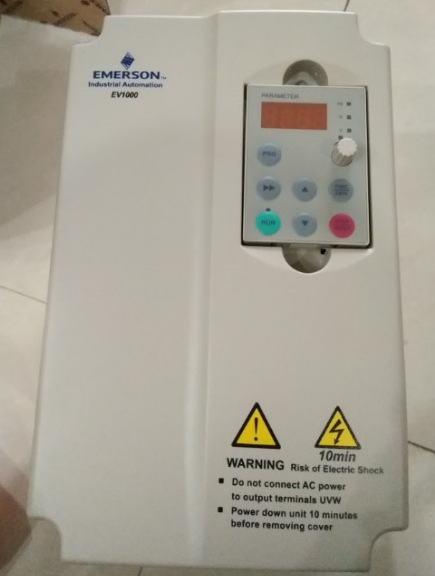 EMERSON™
Industrial Automation
EV1000
PARAMETER
PRG
RUN
10min
WARNING Risk of Electric Shock
■ Do not connect AC power
to output terminals UVW
■ Power down unit 10 minutes
before removing cover